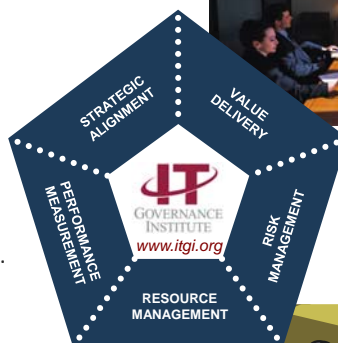 STRATEGIC
ALIGNMENT
VALUE
DELIVERY
IT
GOVERNANCE
INSTITUTE
www.itgi.org
PERFORMANCE
MEASUREMENT
RISK
MANAGEMENT
RESOURCE
MANAGEMENT